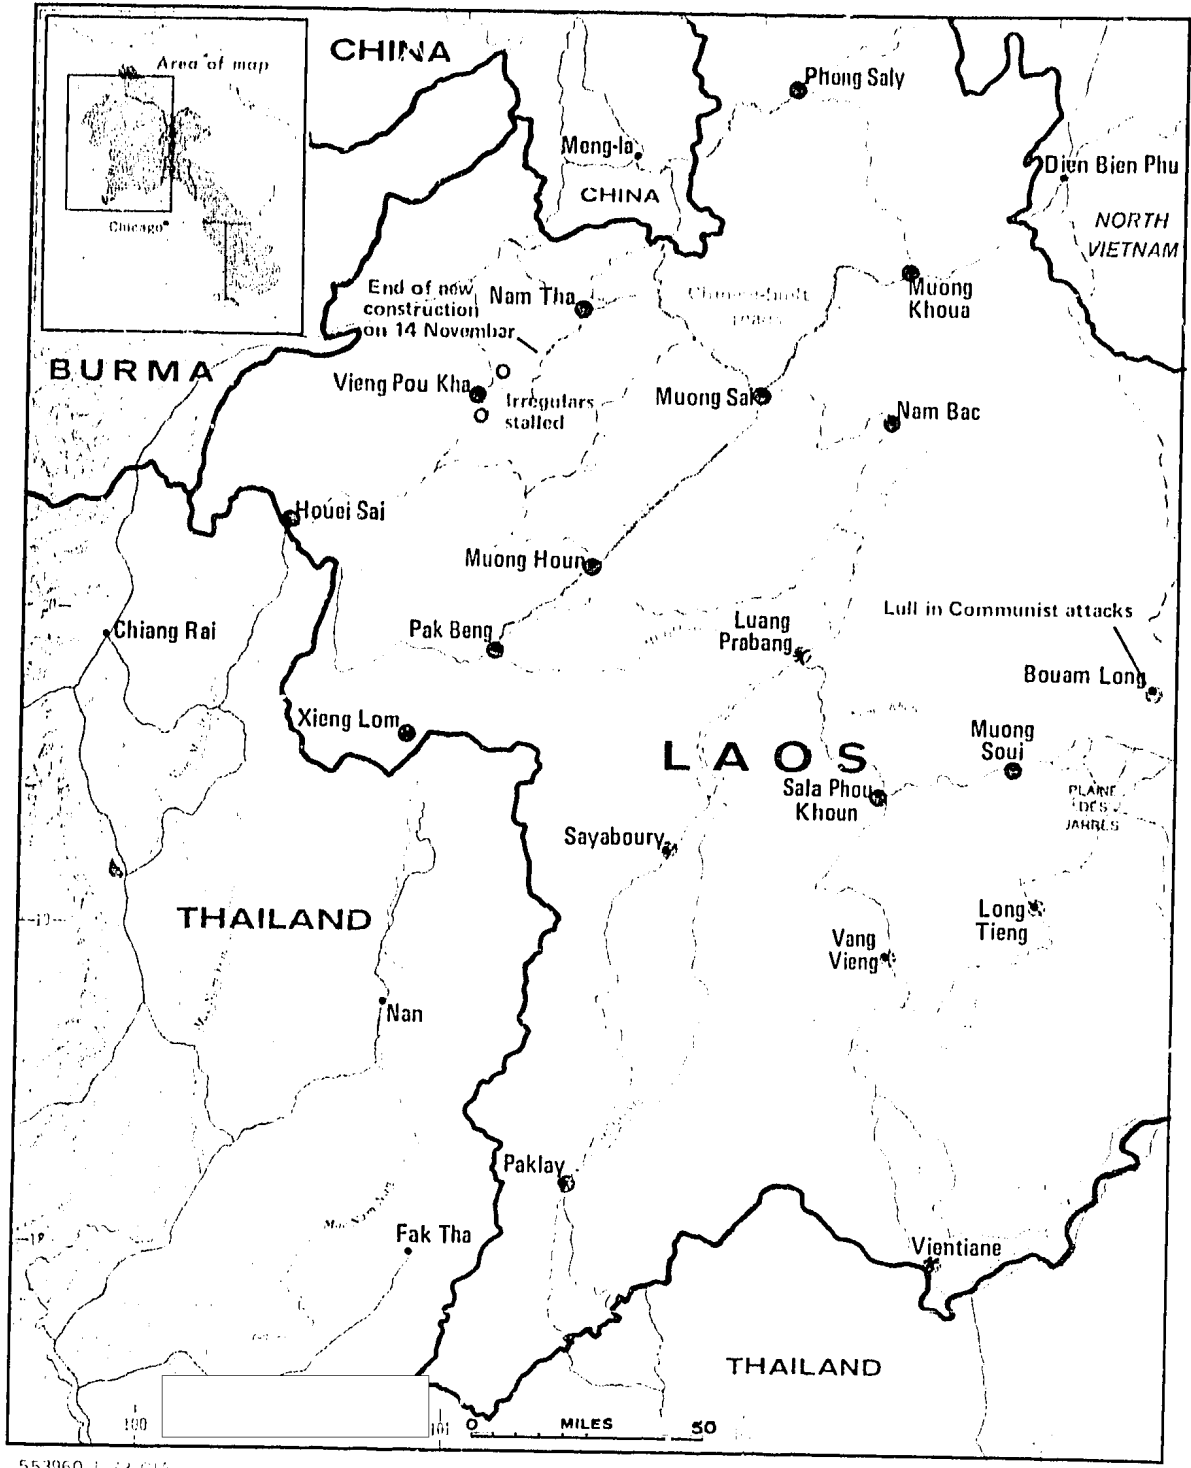 Area of map
Chicago
CHINA
Phong Saly
Mong-la
CHINA
Dien Bien Phu
NORTH
VIETNAM
End of new
construction
on 14 November
Nam Tha
Muong
Khoua
BURMA
Vieng Pou Kha
Irregulars
stalled
Muong Sai
Nam Bac
Houei Sai
Muong Houn
Chiang Rai
Pak Beng
Luang
Prabang
Lull in Communist attacks
Bouam Long
Xieng Lom
LAOS
Muong
Soui
Sala Phou
Khoun
PLAINE
DES
JARRES
Sayaboury
19
THAILAND
Long
Tieng
Vang
Vieng
Nan
Paklay
18
Fak Tha
Vientiane
THAILAND
100
101
0 MILES 50